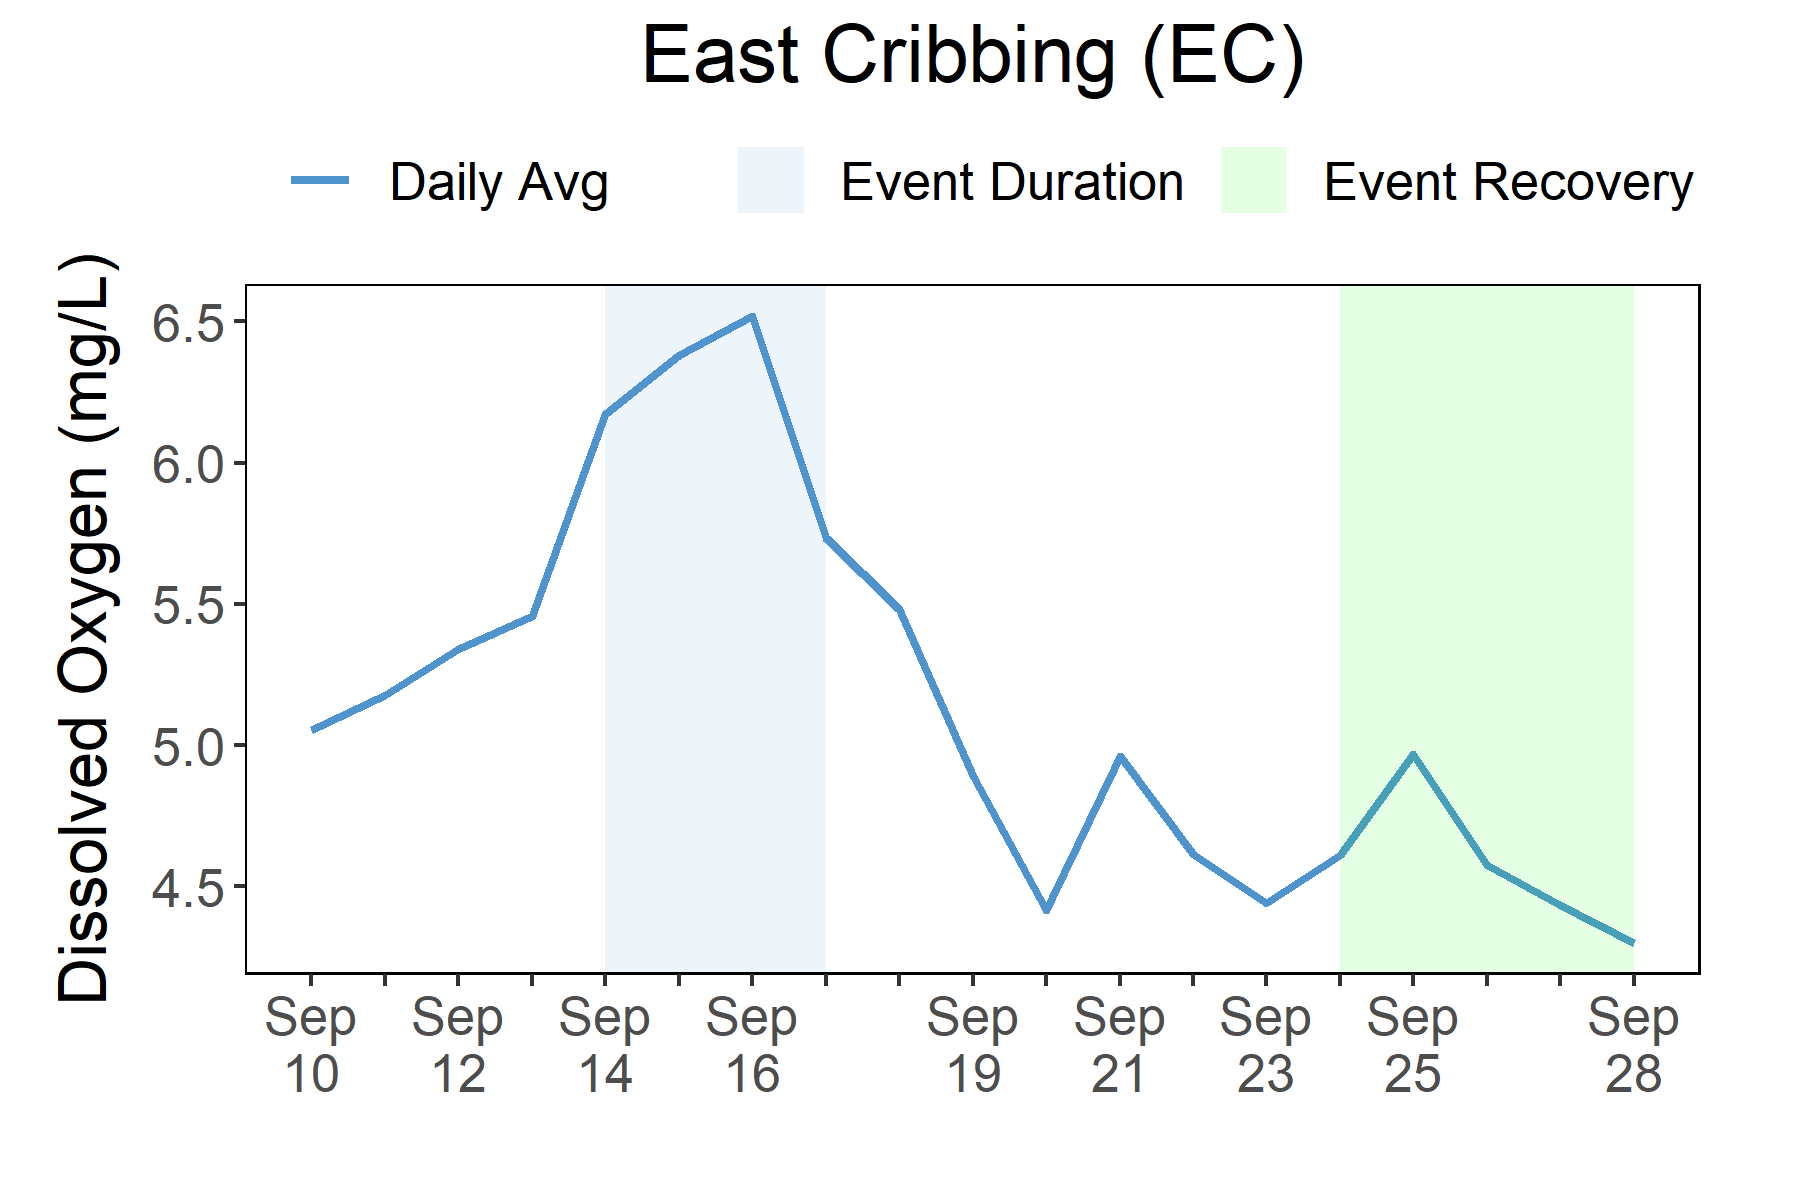 East Cribbing (EC)
Daily Avg Event Duration Event Recovery
Dissolved Oxygen (mg/L)
6.5
6.0
5.5
5.0
4.5
Sep Sep Sep Sep Sep Sep Sep Sep Sep
10 12 14 16 19 21 23 25 28